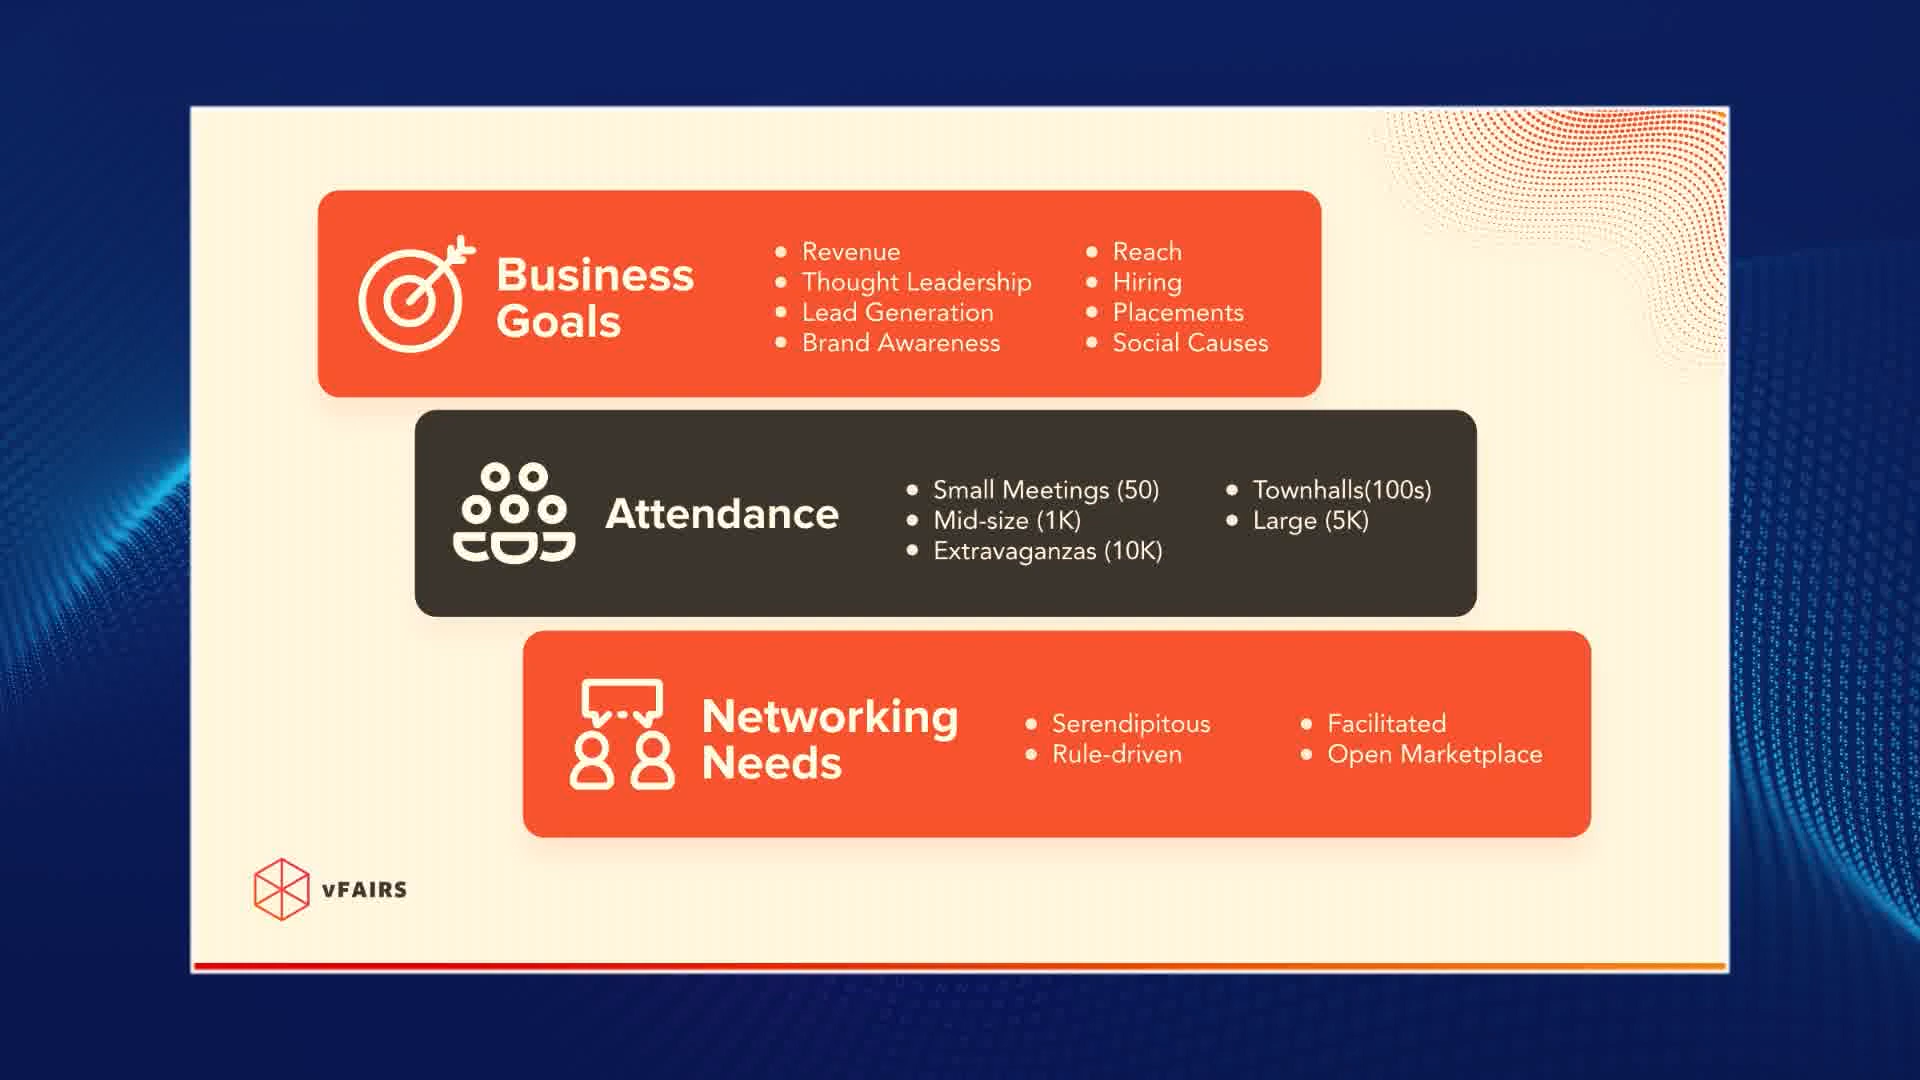 Business
Goals
Revenue
Thought Leadership
Lead Generation
Brand Awareness
Reach
Hiring
Placements
Social Causes
Attendance
Small Meetings (50)
Mid-size (1K)
Extravaganzas (10K)
Townhalls(100s)
Large (5K)
Networking
Needs
Serendipitous
Rule-driven
Facilitated
Open Marketplace
vFAIRS